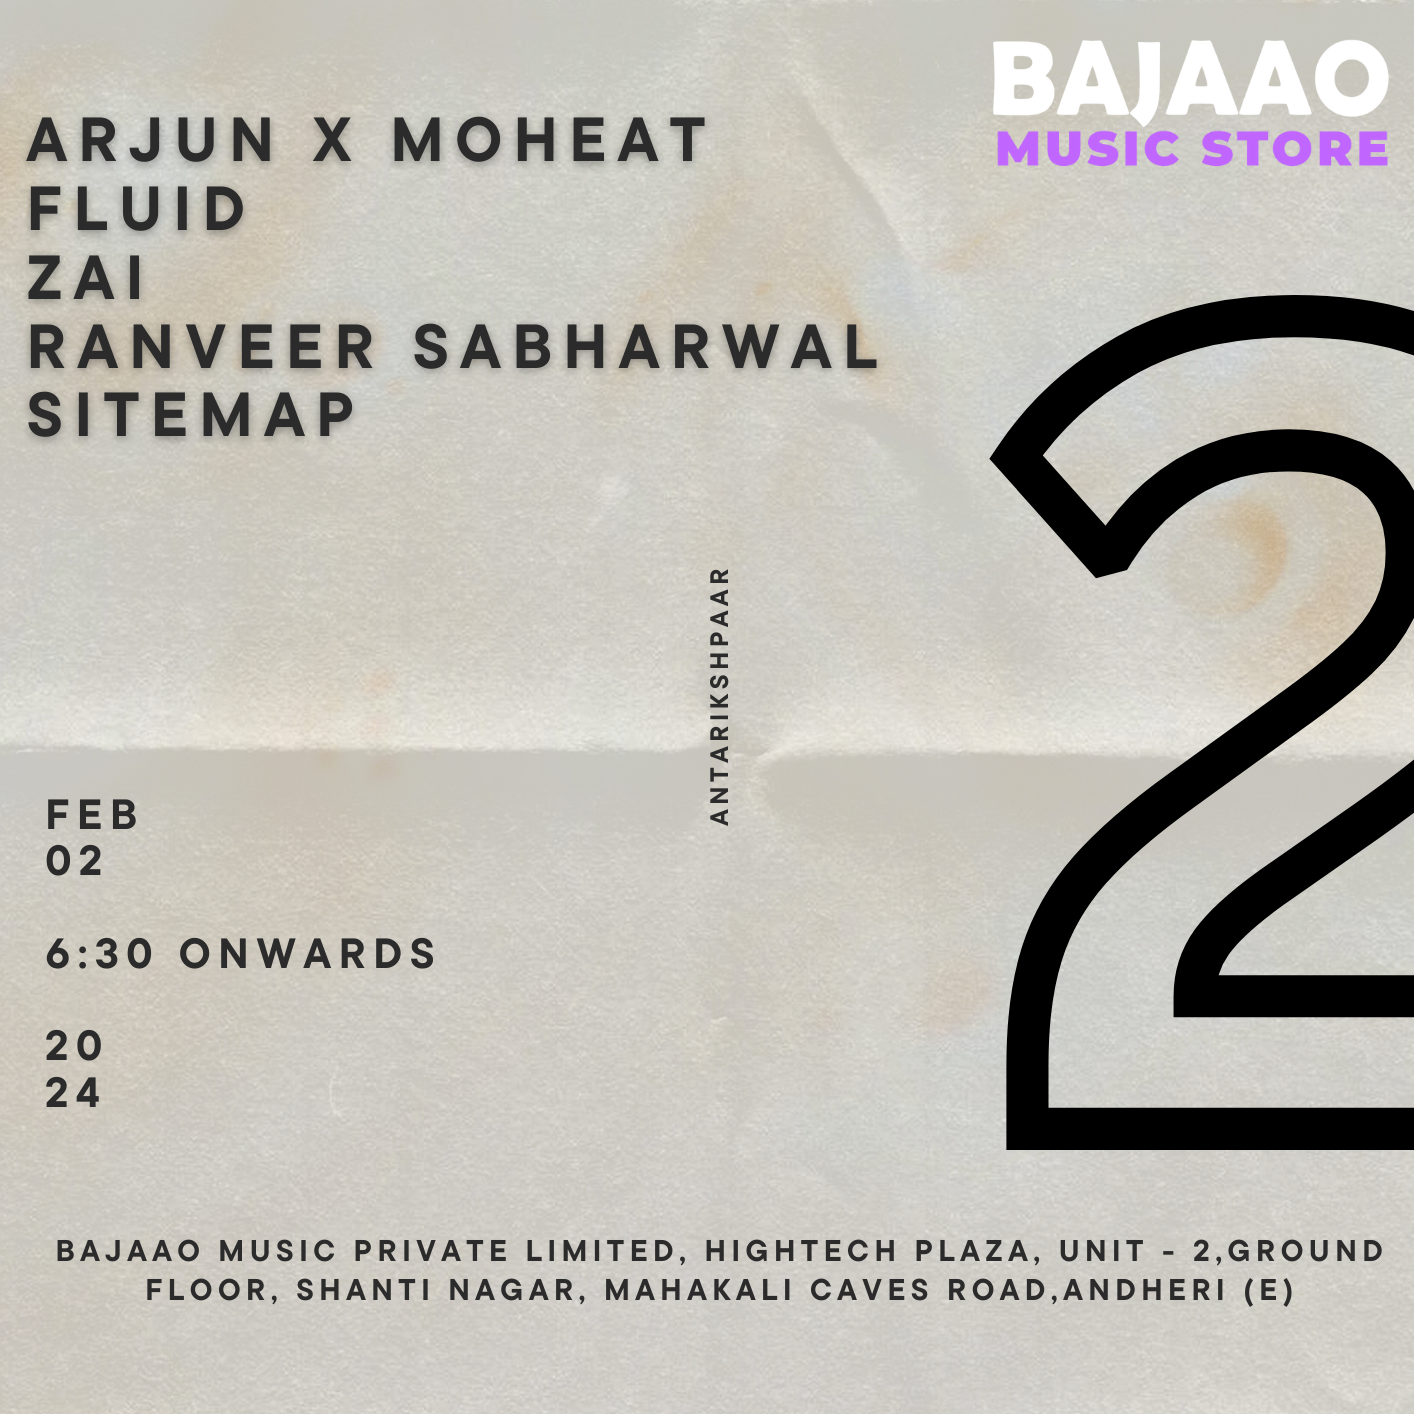 BAJAAO
MUSIC STORE
ARJUN X MOHEAT
FLUID
ZAI
RANVEER SABHARWAL
SITEMAP
2
ANTARIKSHPAAR
FEB
02
6:30 ONWARDS
20
24
BAJAAO MUSIC PRIVATE LIMITED, HIGHTECH PLAZA, UNIT - 2,GROUND
FLOOR, SHANTI NAGAR, MAHAKALI CAVES ROAD,ANDHERI (E)